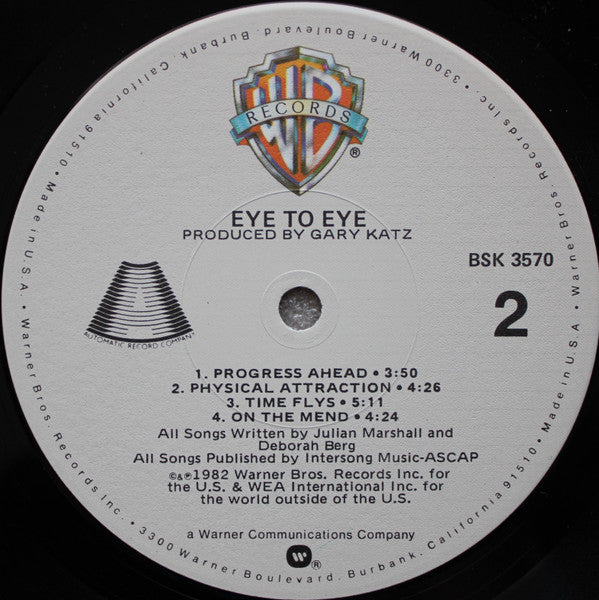 WB
RECORDS
®
EYE TO EYE
PRODUCED BY GARY KATZ
BSK 3570
2
AUTOMATIC RECORD COMPANY
1. PROGRESS AHEAD • 3:50
2. PHYSICAL ATTRACTION • 4:26
3. TIME FLYS • 5:11
4. ON THE MEND • 4:24
All Songs Written by Julian Marshall and
Deborah Berg
All Songs Published by Intersong Music-ASCAP
©&℗1982 Warner Bros. Records Inc. for
the U.S. & WEA International Inc. for
the world outside of the U.S.
a Warner Communications Company
®
Warner Bros. Records Inc. • 3300 Warner Boulevard, Burbank, California 91510 • Made in U.S.A. • Warner Bros. Records Inc. • 3300 Warner Boulevard, Burbank, California 91510 • Made in U.S.A •